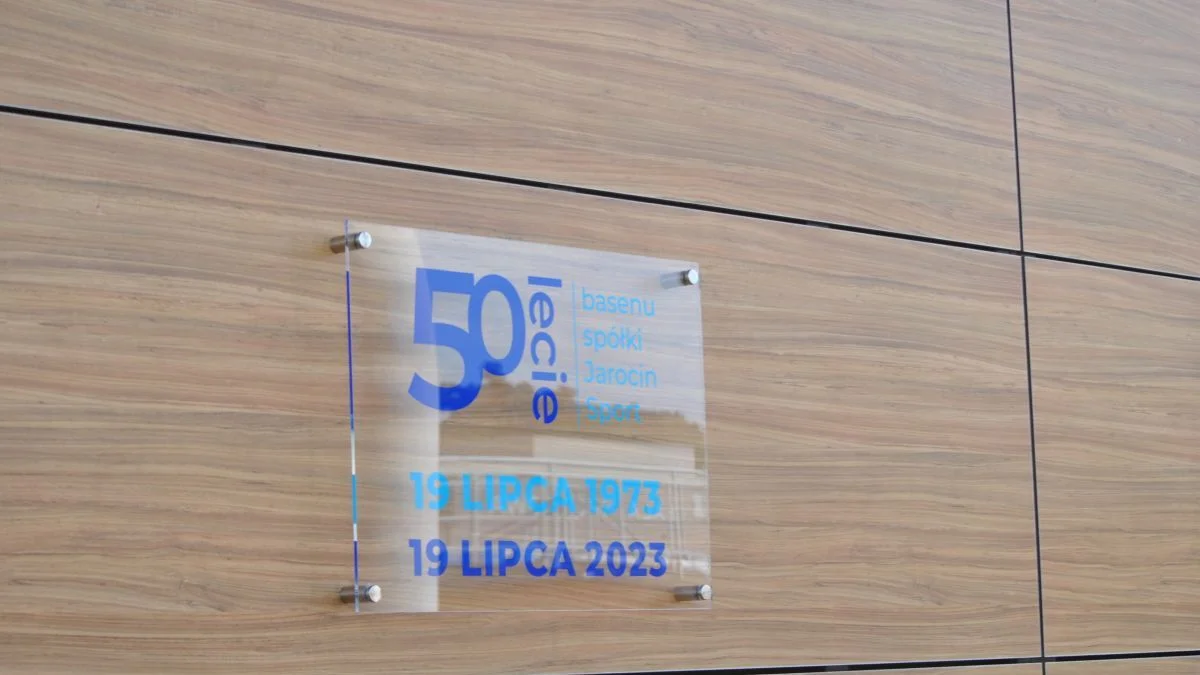 50 lecie
basenu
spółki
Jarocin
Sport
19 LIPCA 1973
19 LIPCA 2023